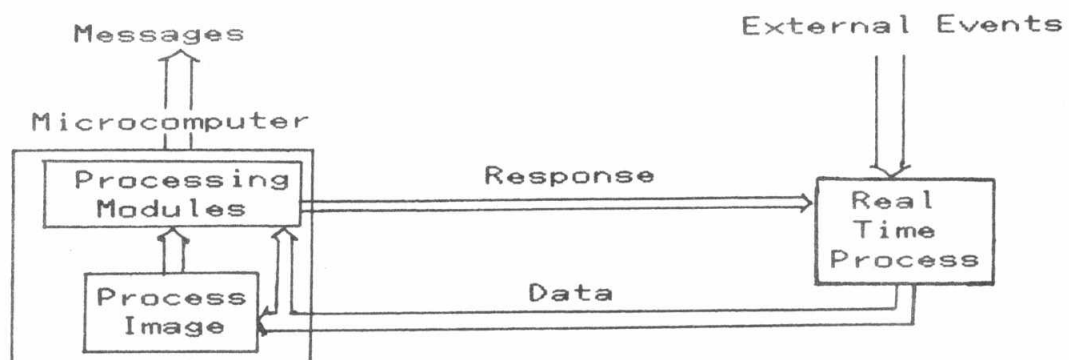 Messages
External Events
Microcomputer
Processing
Modules
Response
Real
Time
Process
Process
Image
Data